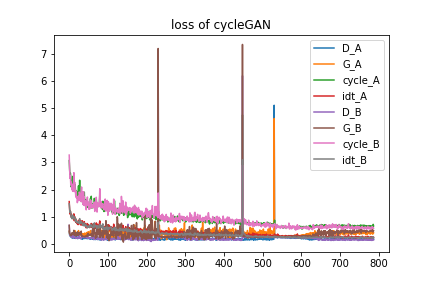 loss of cycleGAN
7
6
5
4
3
2
1
0
D_A
G_A
cycle_A
idt_A
D_B
G_B
cycle_B
idt_B
0 100 200 300 400 500 600 700 800